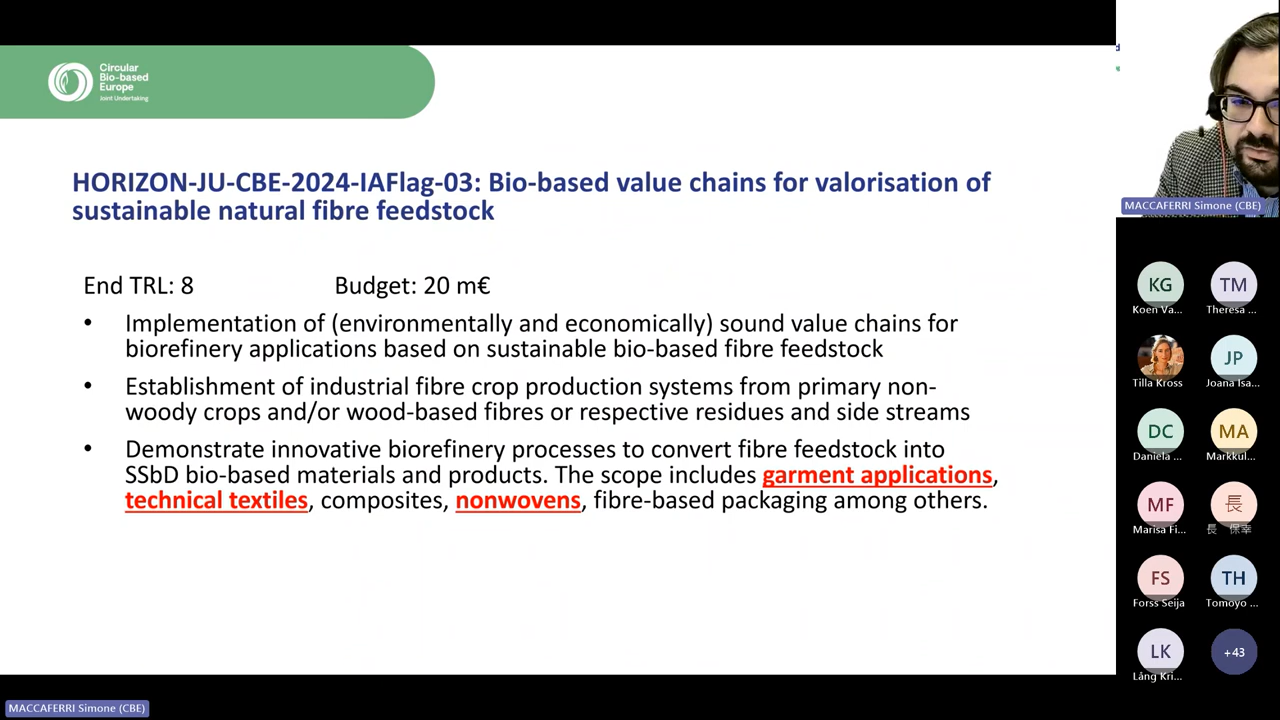 Circular
Bio-based
Europe
Joint Undertaking
HORIZON-JU-CBE-2024-IAFlag-03: Bio-based value chains for valorisation of
sustainable natural fibre feedstock
End TRL: 8 Budget: 20 m€
• Implementation of (environmentally and economically) sound value chains for
biorefinery applications based on sustainable bio-based fibre feedstock
• Establishment of industrial fibre crop production systems from primary non-
woody crops and/or wood-based fibres or respective residues and side streams
• Demonstrate innovative biorefinery processes to convert fibre feedstock into
SSbD bio-based materials and products. The scope includes garment applications,
technical textiles, composites, nonwovens, fibre-based packaging among others.
MACCAFERRI Simone (CBE)
KG TM
Koen Va... Theresa ...
JP
Tilla Kross Joana Isa...
DC MA
Daniela ... Markkul...
MF 長
Marisa Fi... 長 保幸
FS TH
Forss Seija Tomoyo ...
LK +43
Láng Kri...
MACCAFERRI Simone (CBE)